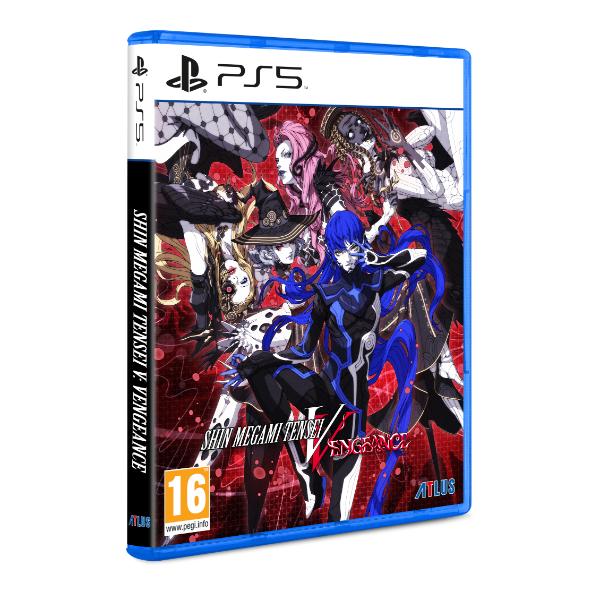 PS5
PS5
SHIN MEGAMI TENSEI V: VENGEANCE
SHIN MEGAMI TENSEI V VENGEANCE
16
www.pegi.info
ATLUS
ATLUS